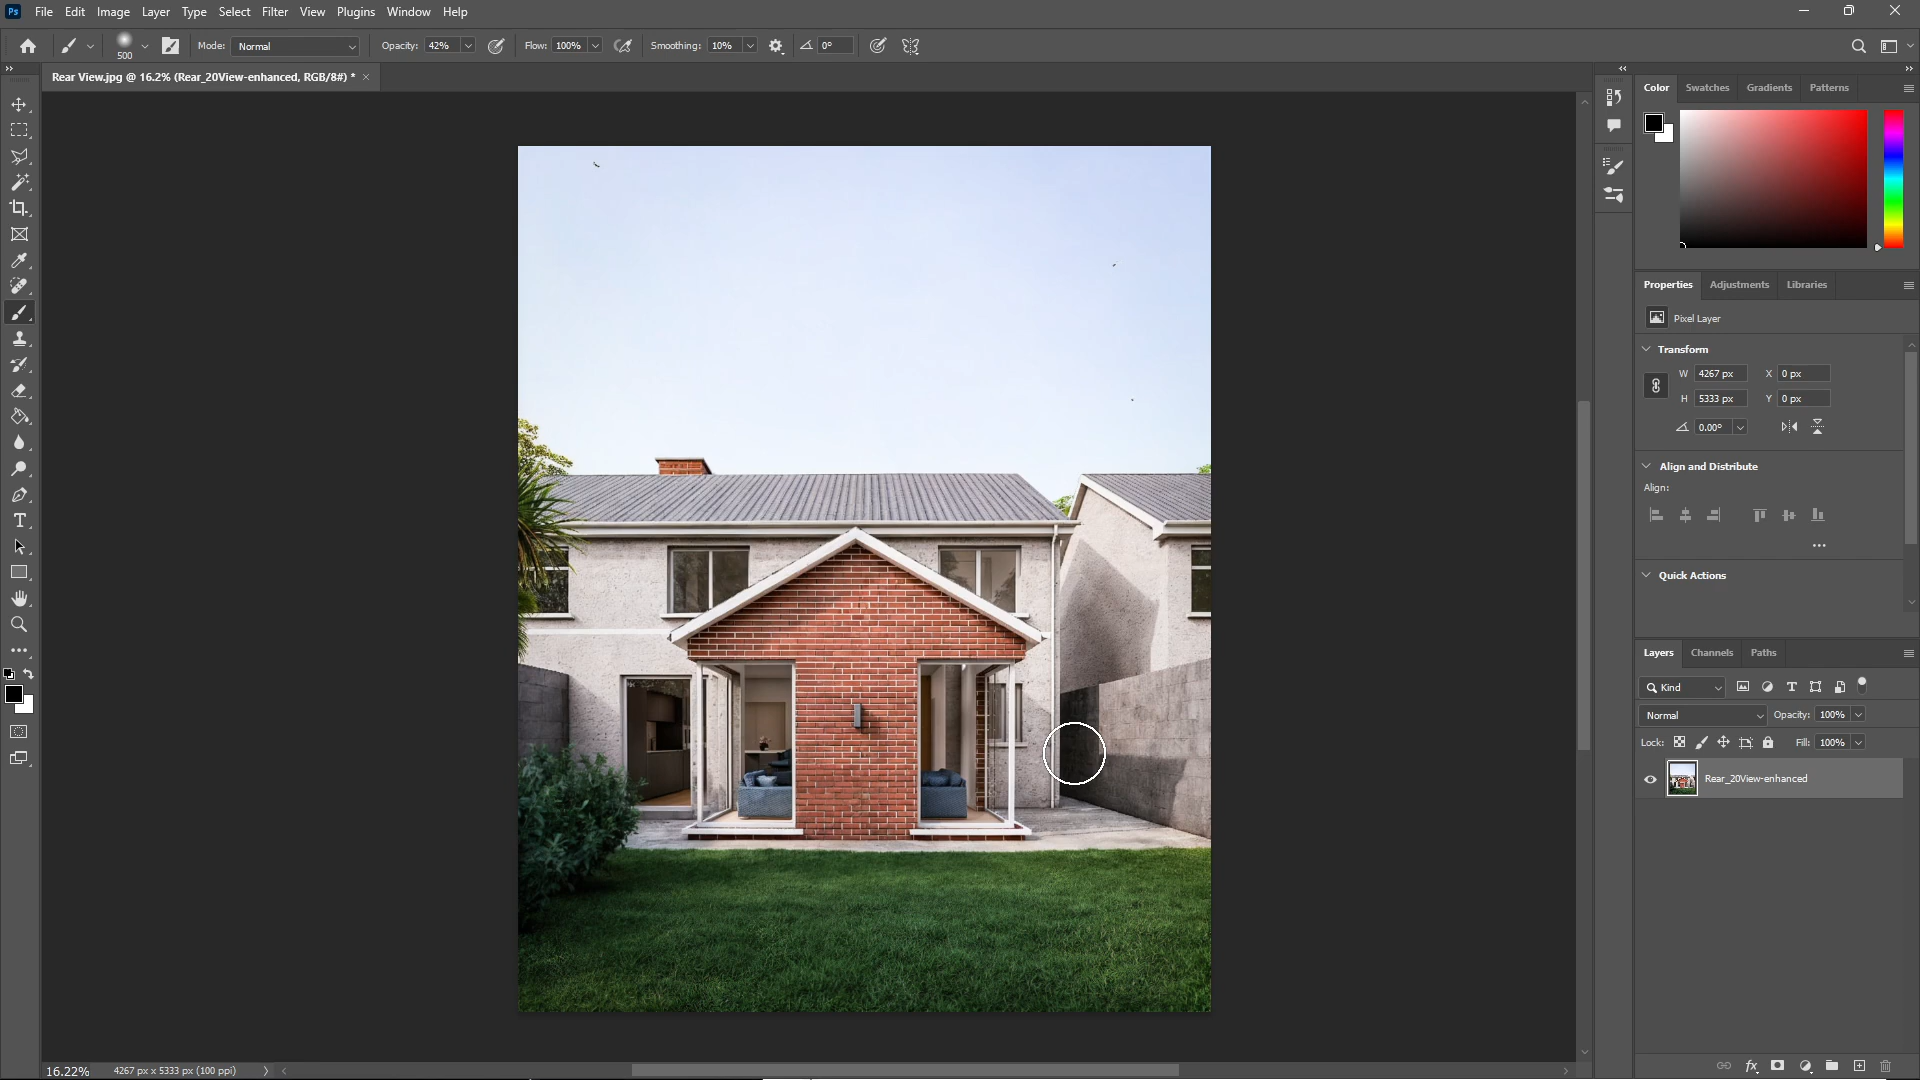 Ps File Edit Image Layer Type Select Filter View Plugins Window Help
500 Mode: Normal Opacity: 42% Flow: 100% Smoothing: 10% 0°
Rear View.jpg @ 16.2% (Rear_20View-enhanced, RGB/8#) * ×
Color Swatches Gradients Patterns
Properties Adjustments Libraries
Pixel Layer
Transform
W 4267 px X 0 px
H 5333 px Y 0 px
0.00°
Align and Distribute
Align:
Quick Actions
Layers Channels Paths
Kind
Normal Opacity: 100%
Lock: Fill: 100%
Rear_20View-enhanced
16.22% 4267 px x 5333 px (100 ppi)